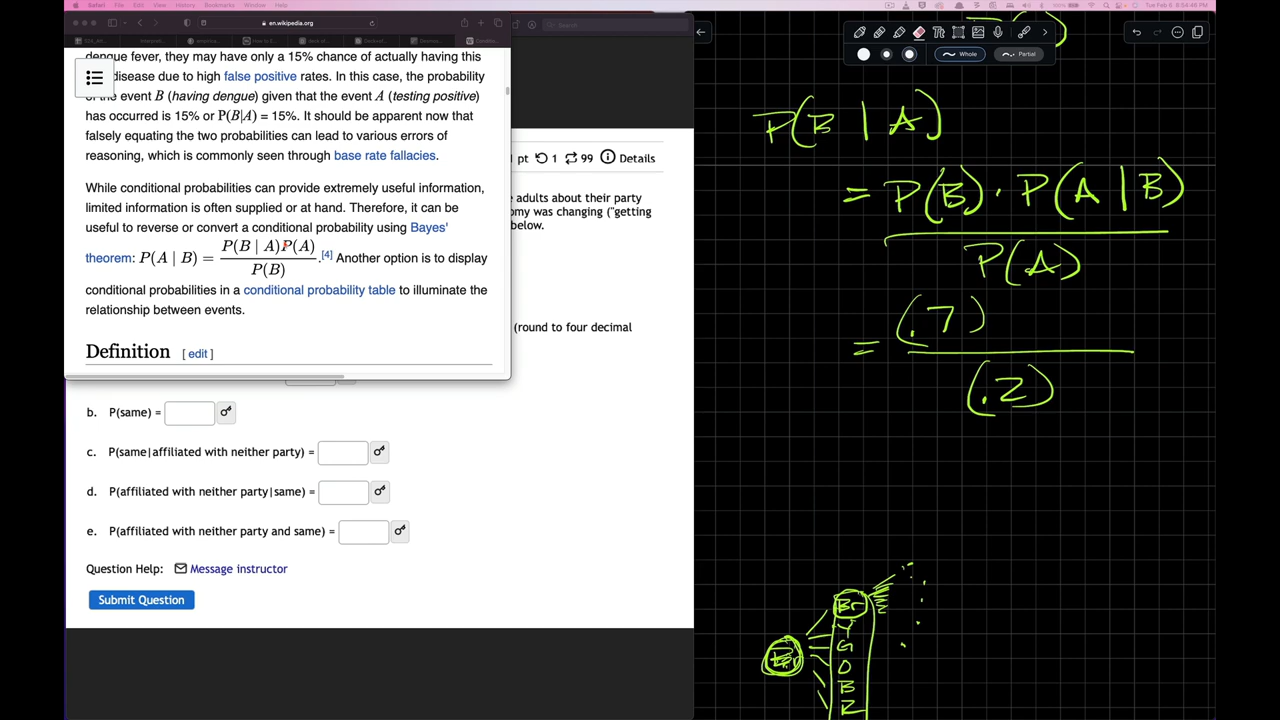 en.wikipedia.org
Search
dengue fever, they may have only a 15% chance of actually having this
disease due to high false positive rates. In this case, the probability
of the event B (having dengue) given that the event A (testing positive)
has occurred is 15% or P(B|A) = 15%. It should be apparent now that
falsely equating the two probabilities can lead to various errors of
reasoning, which is commonly seen through base rate fallacies.
While conditional probabilities can provide extremely useful information,
limited information is often supplied or at hand. Therefore, it can be
useful to reverse or convert a conditional probability using Bayes'
theorem: P(A | B) = P(B | A)P(A) / P(B) .[4] Another option is to display
conditional probabilities in a conditional probability table to illuminate the
relationship between events.
Definition [ edit ]
pt 1 99 Details
adults about their party
omy was changing ("getting
below.
(round to four decimal
b. P(same) =
c. P(same|affiliated with neither party) =
d. P(affiliated with neither party|same) =
e. P(affiliated with neither party and same) =
Question Help: Message instructor
Submit Question
Whole Partial
P(B | A)
= P(B) · P(A | B)
P(A)
= (.7)
(.2)
Br
Y
G
O
B
R